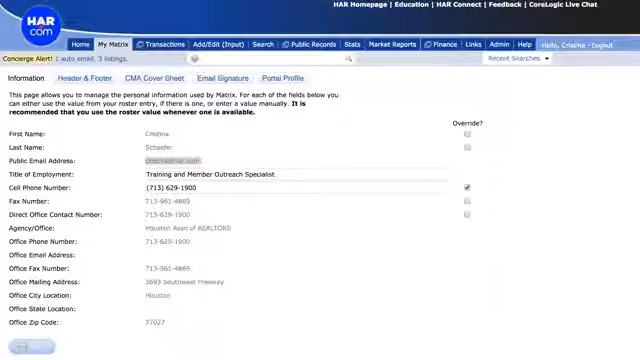 HAR Homepage | Education | HAR Connect | Feedback | CoreLogic Live Chat
HAR
com
Home My Matrix Transactions Add/Edit (Input) Search Public Records Stats Market Reports Finance Links Admin Help Hello, Cristina - Logout
Concierge Alert! 1 auto email. 3 listings. Recent Searches:
Information Header & Footer CMA Cover Sheet Email Signature Portal Profile
This page allows you to manage the personal information used by Matrix. For each of the fields below you
can either use the value from your roster entry, if there is one, or enter a value manually. It is
recommended that you use the roster value whenever one is available.
Override?
First Name: Cristina
Last Name: Schaefer
Public Email Address: cristina@har.com
Title of Employment: Training and Member Outreach Specialist
Cell Phone Number: (713) 629-1900
Fax Number: 713-961-4869
Direct Office Contact Number: 713-629-1900
Agency/Office: Houston Assn of REALTORS
Office Phone Number: 713-629-1900
Office Email Address:
Office Fax Number: 713-961-4869
Office Mailing Address: 3693 Southwest Freeway
Office City Location: Houston
Office State Location:
Office Zip Code: 77027